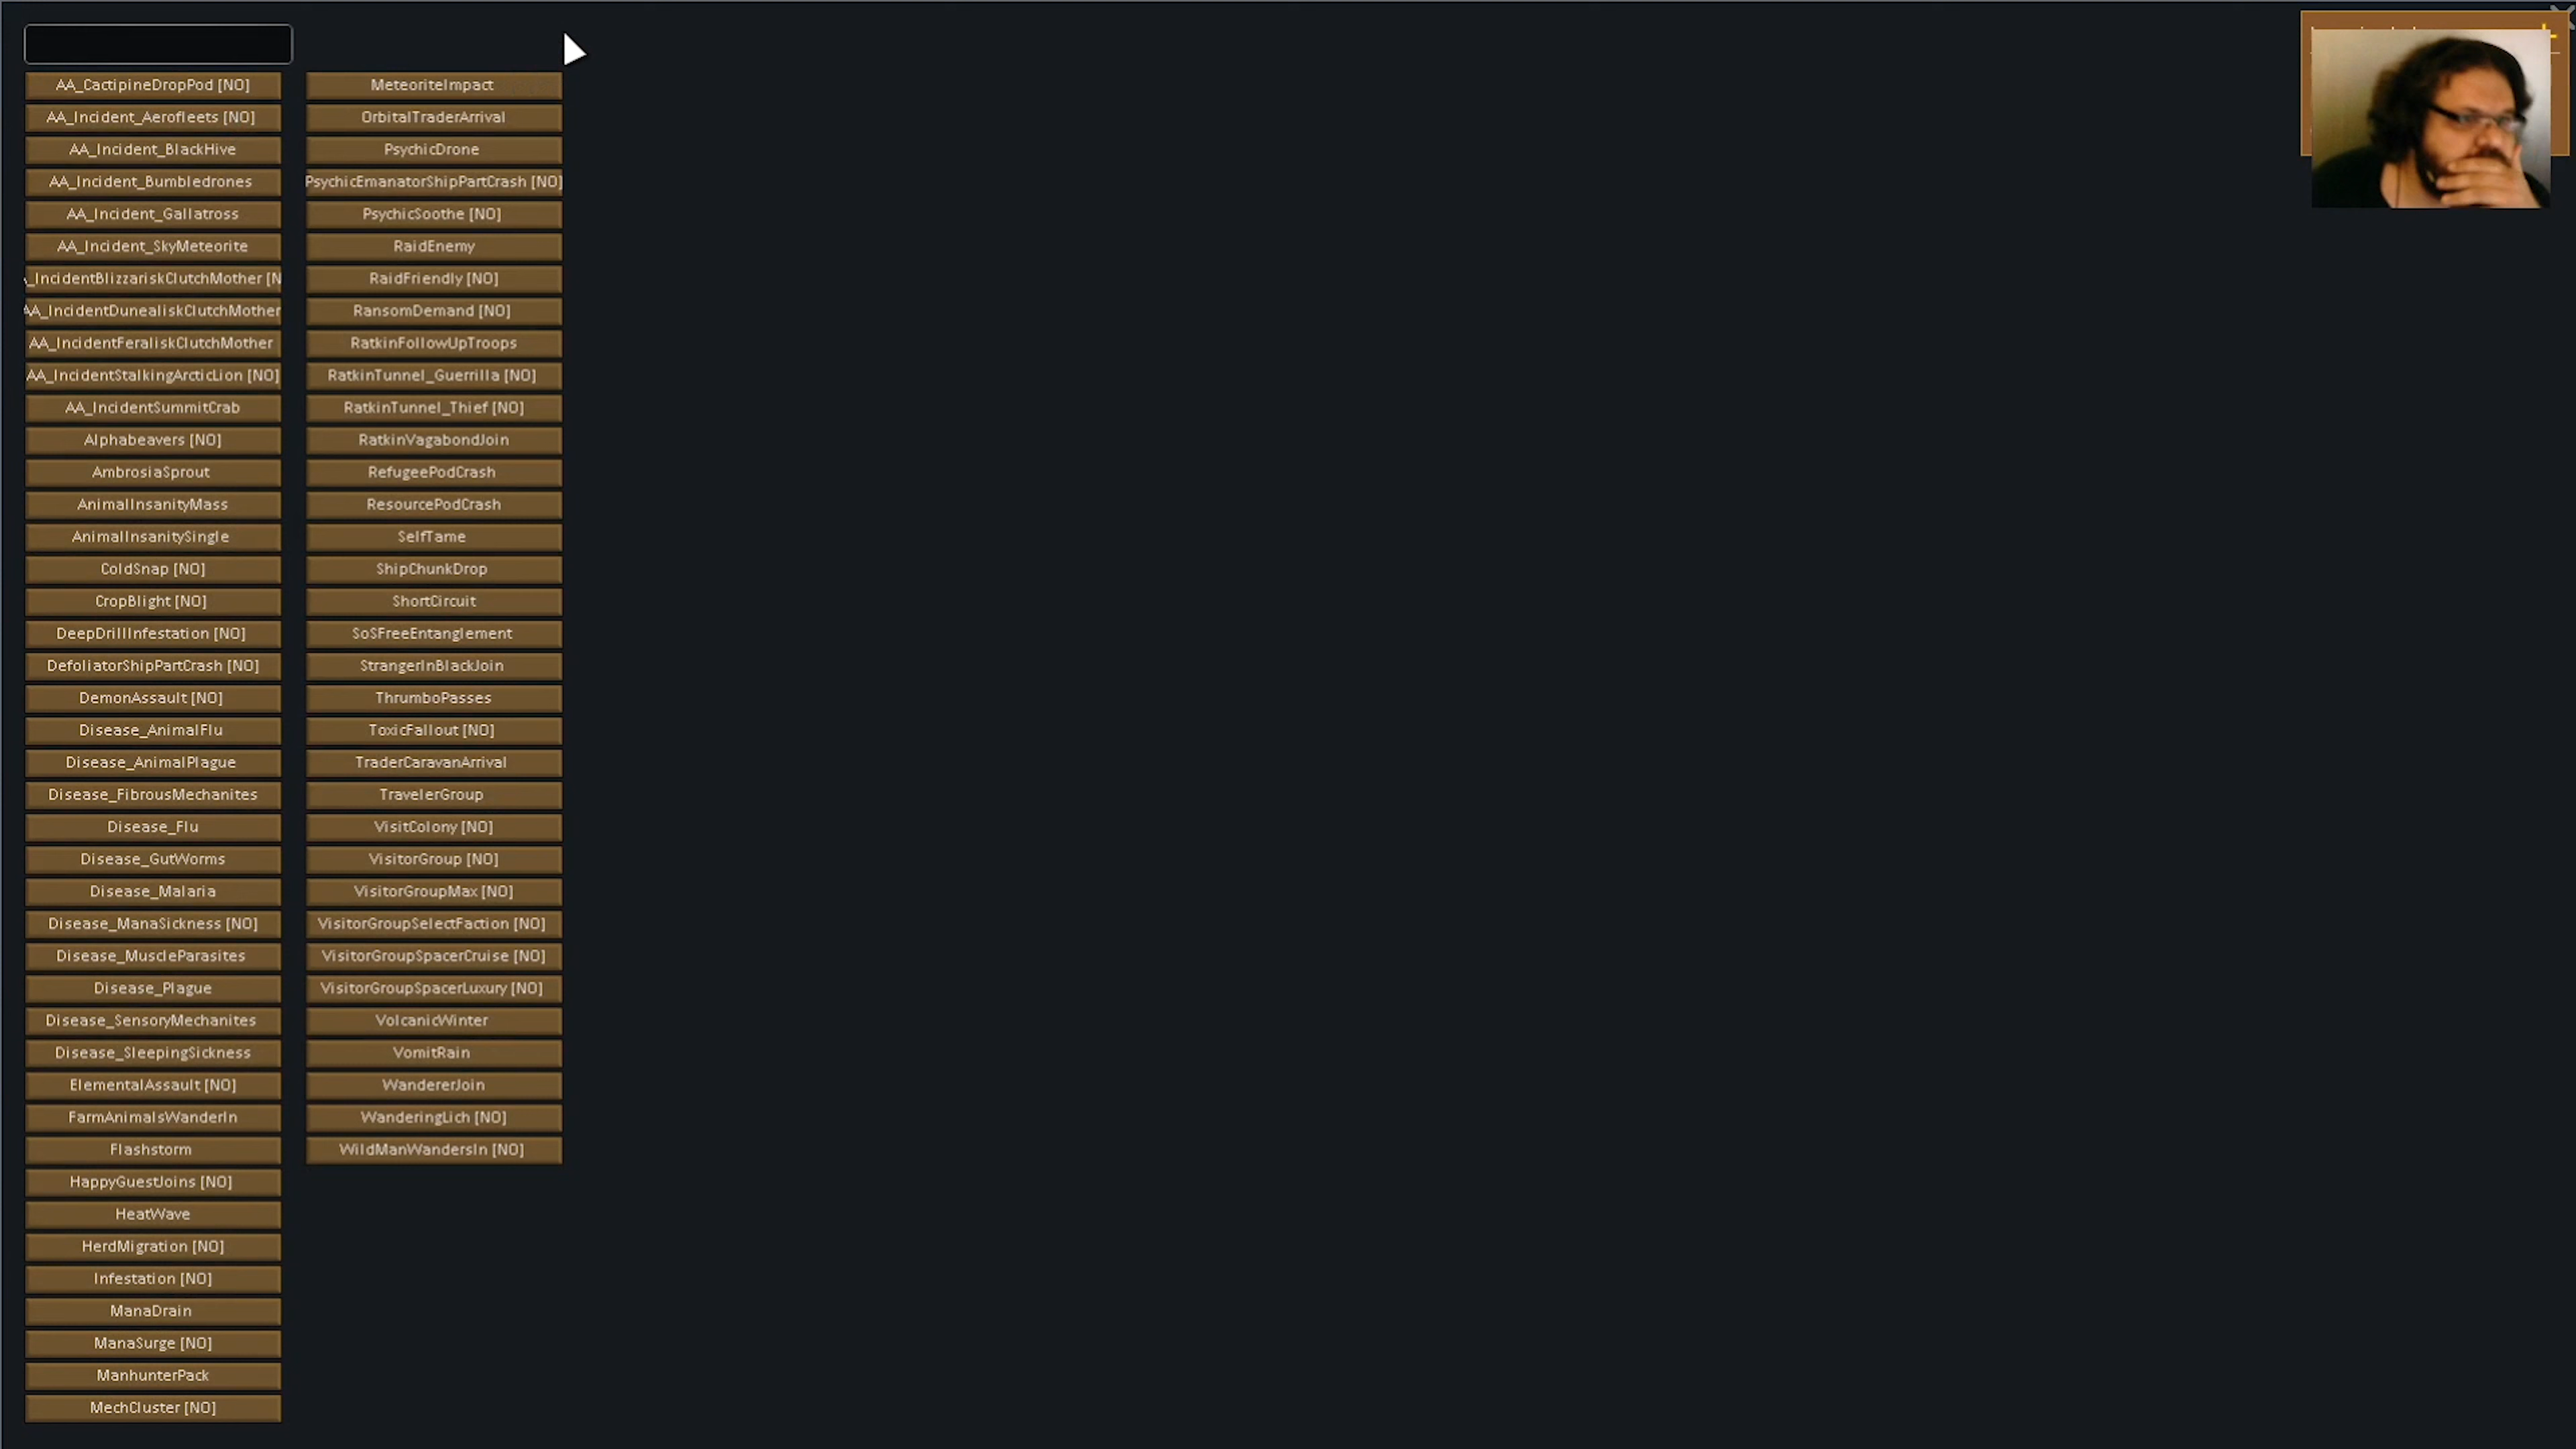 AA_CactipineDropPod [NO]
AA_Incident_Aerofleets [NO]
AA_Incident_BlackHive
AA_Incident_Bumbledrones
AA_Incident_Gallatross
AA_Incident_SkyMeteorite
_IncidentBlizzariskClutchMother [N
AA_IncidentDunealiskClutchMother
AA_IncidentFeraliskClutchMother
AA_IncidentStalkingArcticLion [NO]
AA_IncidentSummitCrab
Alphabeavers [NO]
AmbrosiaSprout
AnimalInsanityMass
AnimalInsanitySingle
ColdSnap [NO]
CropBlight [NO]
DeepDrillInfestation [NO]
DefoliatorShipPartCrash [NO]
DemonAssault [NO]
Disease_AnimalFlu
Disease_AnimalPlague
Disease_FibrousMechanites
Disease_Flu
Disease_GutWorms
Disease_Malaria
Disease_ManaSickness [NO]
Disease_MuscleParasites
Disease_Plague
Disease_SensoryMechanites
Disease_SleepingSickness
ElementalAssault [NO]
FarmAnimalsWanderIn
Flashstorm
HappyGuestJoins [NO]
HeatWave
HerdMigration [NO]
Infestation [NO]
ManaDrain
ManaSurge [NO]
ManhunterPack
MechCluster [NO]
MeteoriteImpact
OrbitalTraderArrival
PsychicDrone
PsychicEmanatorShipPartCrash [NO]
PsychicSoothe [NO]
RaidEnemy
RaidFriendly [NO]
RansomDemand [NO]
RatkinFollowUpTroops
RatkinTunnel_Guerrilla [NO]
RatkinTunnel_Thief [NO]
RatkinVagabondJoin
RefugeePodCrash
ResourcePodCrash
SelfTame
ShipChunkDrop
ShortCircuit
SoSFreeEntanglement
StrangerInBlackJoin
ThrumboPasses
ToxicFallout [NO]
TraderCaravanArrival
TravelerGroup
VisitColony [NO]
VisitorGroup [NO]
VisitorGroupMax [NO]
VisitorGroupSelectFaction [NO]
VisitorGroupSpacerCruise [NO]
VisitorGroupSpacerLuxury [NO]
VolcanicWinter
VomitRain
WandererJoin
WanderingLich [NO]
WildManWandersIn [NO]